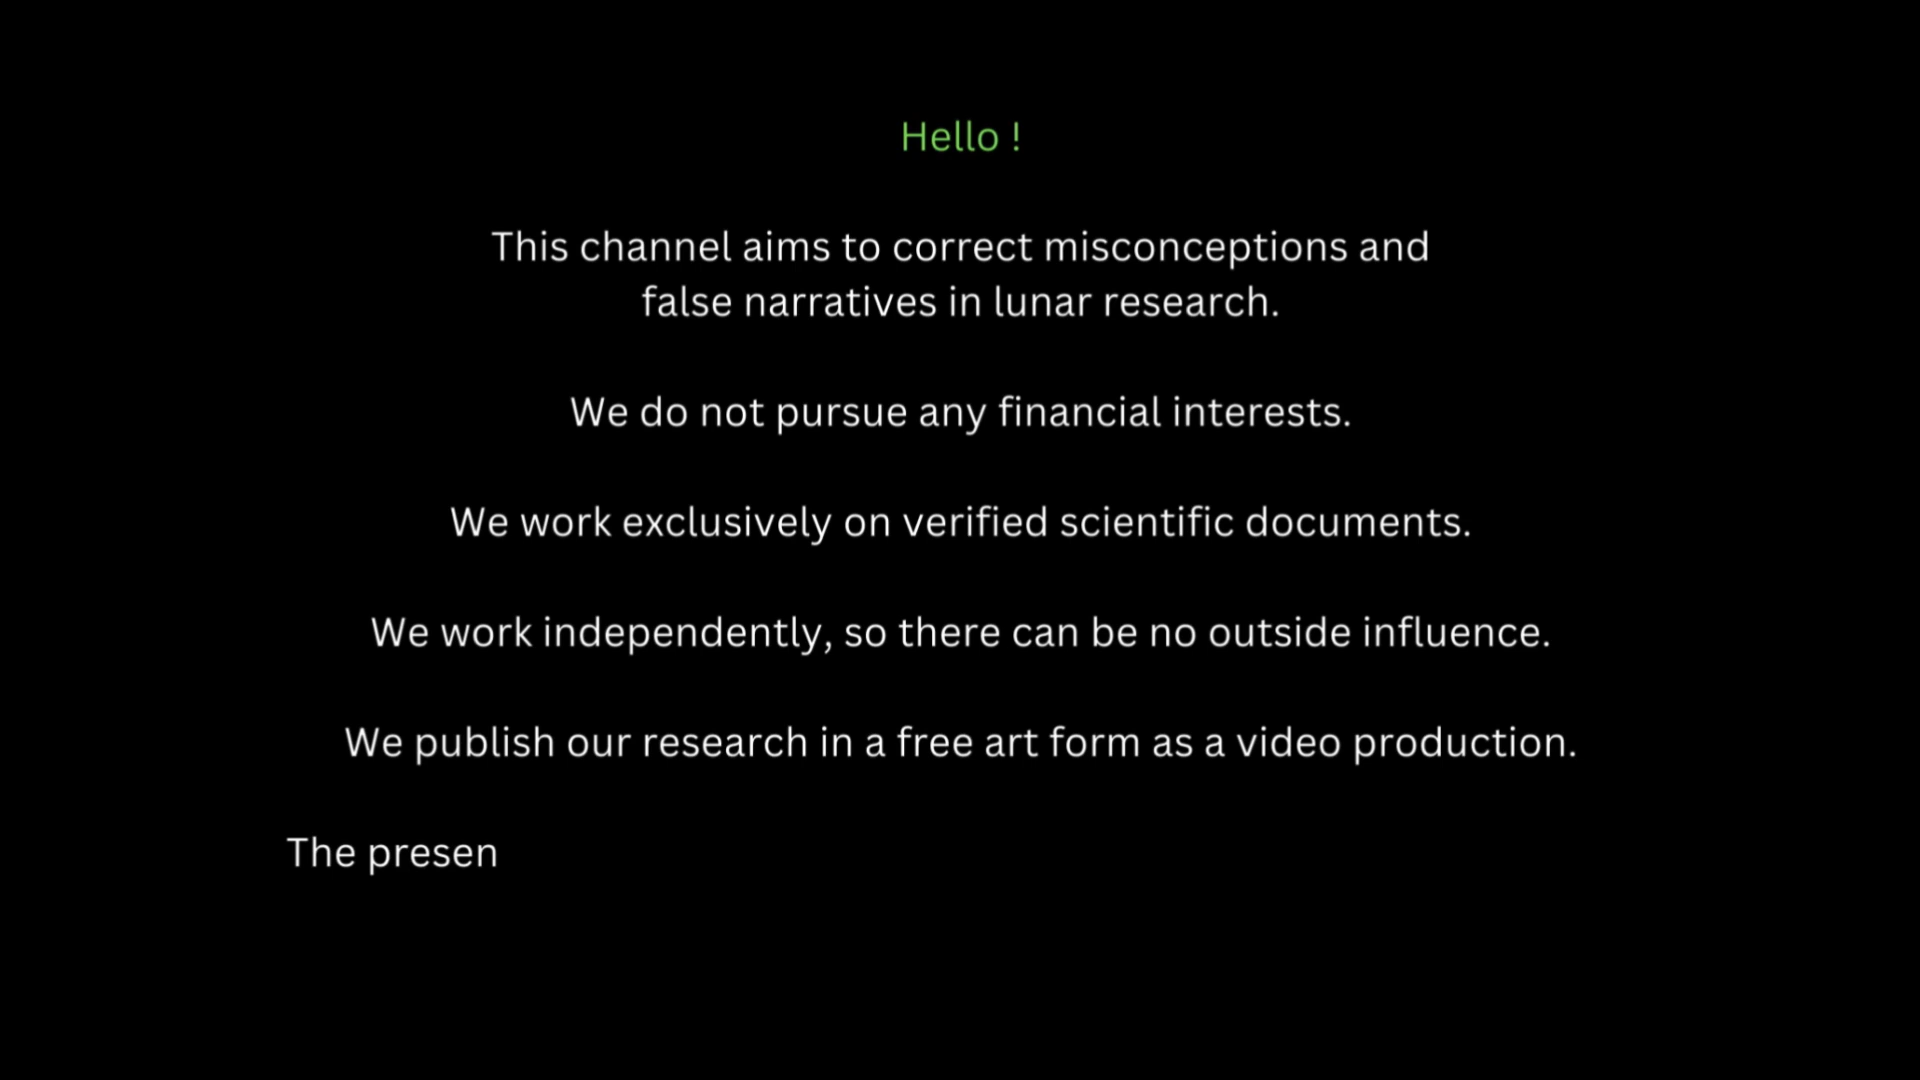 Hello !
This channel aims to correct misconceptions and
false narratives in lunar research.
We do not pursue any financial interests.
We work exclusively on verified scientific documents.
We work independently, so there can be no outside influence.
We publish our research in a free art form as a video production.
The presen